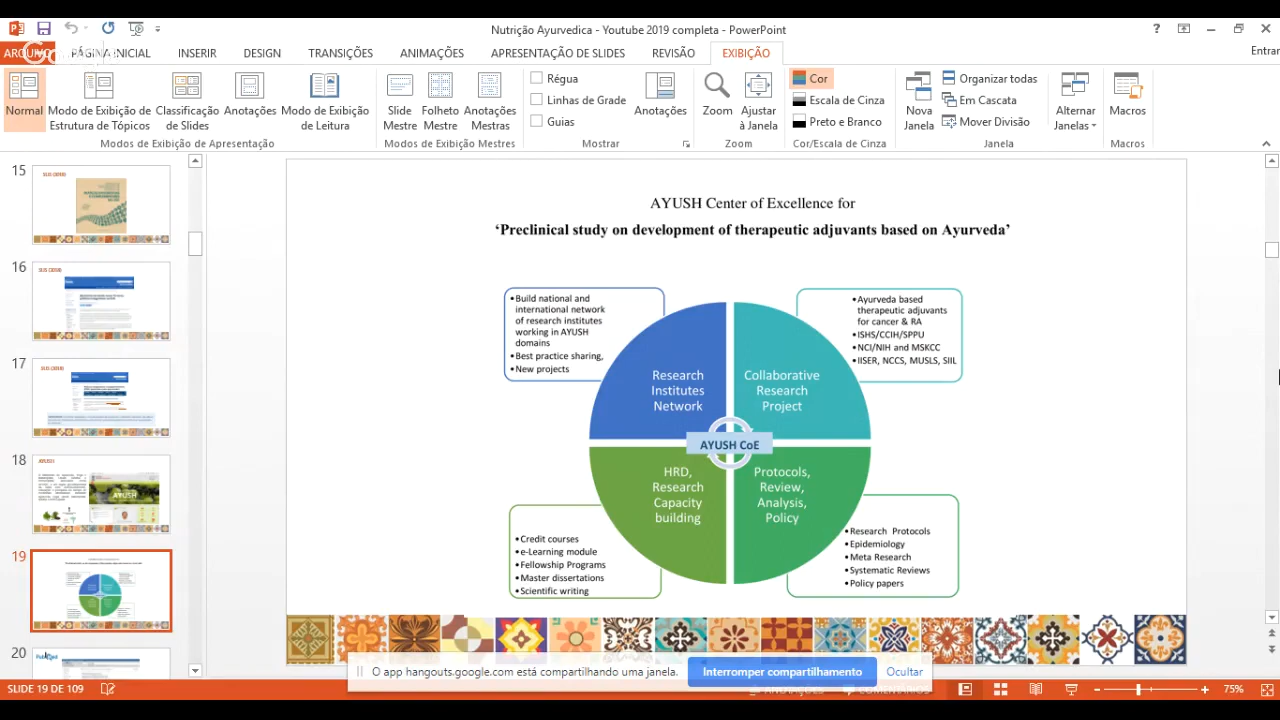 Nutrição Ayurvedica - Youtube 2019 completa - PowerPoint
ARQUIVO PÁGINA INICIAL INSERIR DESIGN TRANSIÇÕES ANIMAÇÕES APRESENTAÇÃO DE SLIDES REVISÃO EXIBIÇÃO Entrar
Normal
Modo de Exibição de
Estrutura de Tópicos
Classificação
de Slides
Anotações
Modo de Exibição
de Leitura
Modos de Exibição de Apresentação
Slide
Mestre
Folheto
Mestre
Anotações
Mestras
Modos de Exibição Mestres
Régua
Linhas de Grade
Guias
Anotações
Mostrar
Zoom
Ajustar
à Janela
Zoom
Cor
Escala de Cinza
Preto e Branco
Cor/Escala de Cinza
Nova
Janela
Organizar todas
Em Cascata
Mover Divisão
Alternar
Janelas
Janela
Macros
Macros
15
16
17
18
AYUSH
19
20
AYUSH Center of Excellence for
‘Preclinical study on development of therapeutic adjuvants based on Ayurveda’
•Build national and
international network
of research institutes
working in AYUSH
domains
•Best practice sharing,
•New projects
•Ayurveda based
therapeutic adjuvants
for cancer & RA
•ISHS/CCIH/SPPU
•NCI/NIH and MSKCC
•IISER, NCCS, MUSLS, SIIL
Research
Institutes
Network
Collaborative
Research
Project
AYUSH CoE
HRD,
Research
Capacity
building
Protocols,
Review,
Analysis,
Policy
•Credit courses
•e-Learning module
•Fellowship Programs
•Master dissertations
•Scientific writing
•Research Protocols
•Epidemiology
•Meta Research
•Systematic Reviews
•Policy papers
O app hangouts.google.com está compartilhando uma janela. Interromper compartilhamento Ocultar
SLIDE 19 DE 109 ANOTAÇÕES COMENTÁRIOS 75%